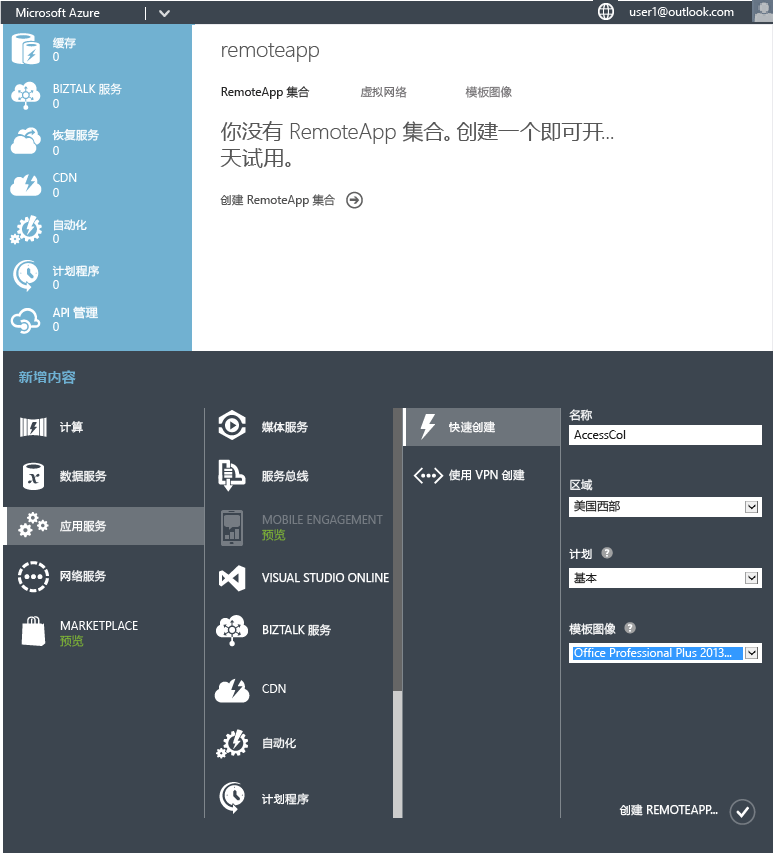 Microsoft Azure
user1@outlook.com
缓存
0
BIZTALK 服务
0
恢复服务
0
CDN
0
自动化
0
计划程序
0
API 管理
0
remoteapp
RemoteApp 集合
虚拟网络
模板图像
你没有 RemoteApp 集合。创建一个即可开...
天试用。
创建 RemoteApp 集合
新增内容
计算
数据服务
应用服务
网络服务
MARKETPLACE
预览
媒体服务
服务总线
MOBILE ENGAGEMENT
预览
VISUAL STUDIO ONLINE
BIZTALK 服务
CDN
自动化
计划程序
快速创建
使用 VPN 创建
名称
AccessCol
区域
美国西部
计划 ?
基本
模板图像 ?
Office Professional Plus 2013...
创建 REMOTEAPP...